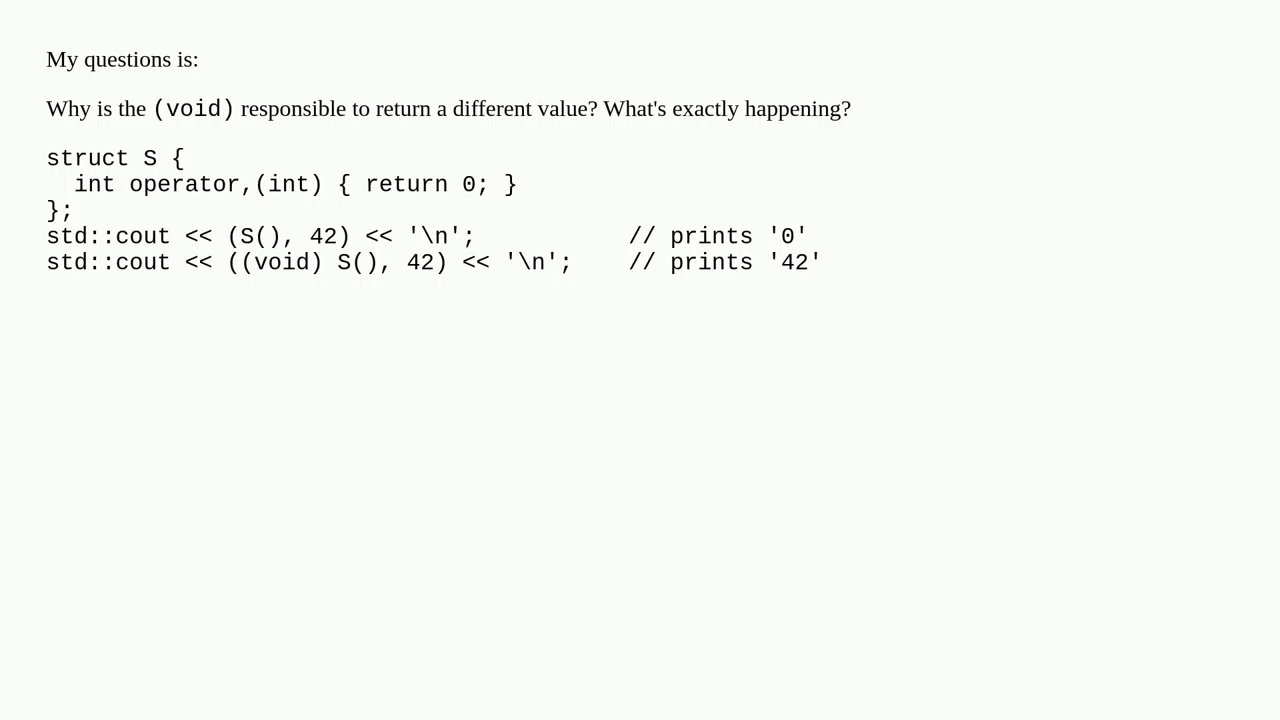 My questions is:
Why is the (void) responsible to return a different value? What's exactly happening?
struct S {
  int operator,(int) { return 0; }
};
std::cout << (S(), 42) << '\n';           // prints '0'
std::cout << ((void) S(), 42) << '\n';    // prints '42'